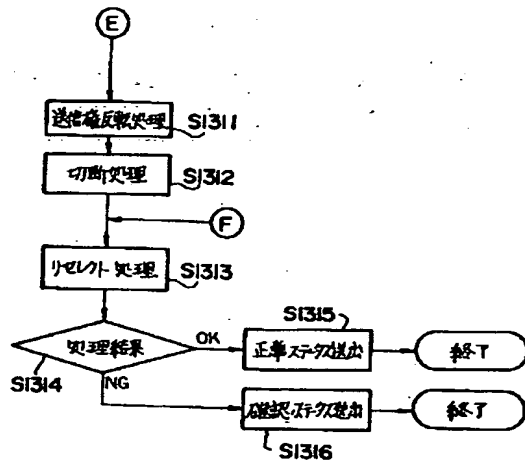 E
送信権反転処理
S1311
切断処理
S1312
F
リセレクト処理
S1313
処理結果
S1314
OK
NG
S1315
正常ステータス送出
終了
確認ステータス送出
S1316
終了